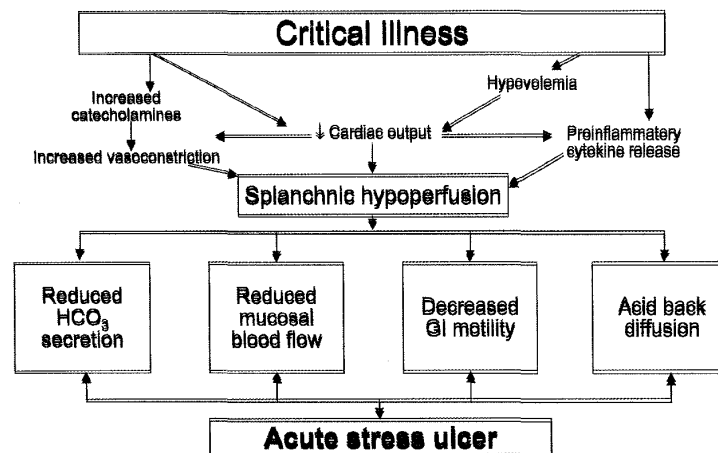 Critical Illness
Hypovolemia
Increased
catecholamines
↓ Cardiac output
Proinflammatory
cytokine release
Increased vasoconstriction
Splanchnic hypoperfusion
Reduced
HCO₃
secretion
Reduced
mucosal
blood flow
Decreased
GI motility
Acid back
diffusion
Acute stress ulcer